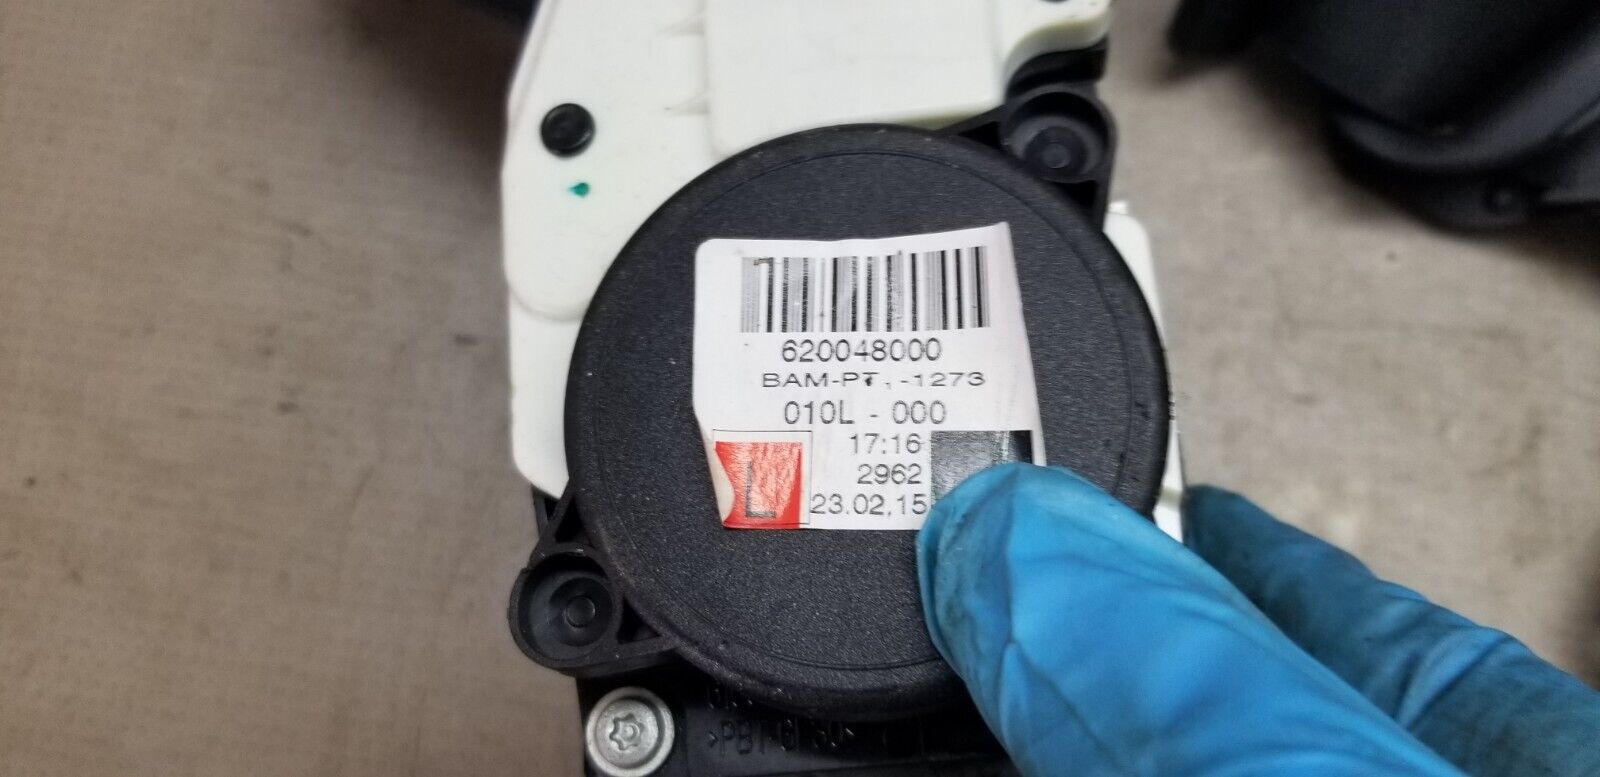 620048000
BAM-PT, -1273
010L - 000
17:16
2962
L 23.02.15